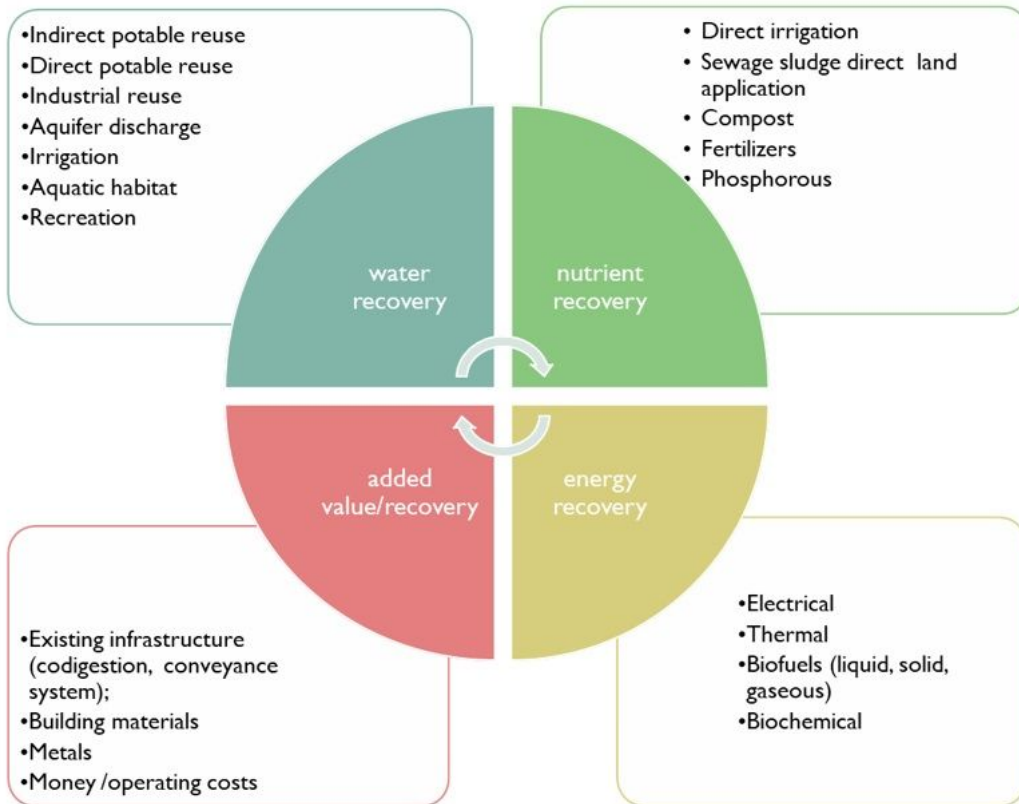 •Indirect potable reuse
•Direct potable reuse
•Industrial reuse
•Aquifer discharge
•Irrigation
•Aquatic habitat
•Recreation
• Direct irrigation
• Sewage sludge direct land
application
• Compost
• Fertilizers
• Phosphorous
water
recovery
nutrient
recovery
added
value/recovery
energy
recovery
•Existing infrastructure
(codigestion, conveyance
system);
•Building materials
•Metals
•Money /operating costs
•Electrical
•Thermal
•Biofuels (liquid, solid,
gaseous)
•Biochemical